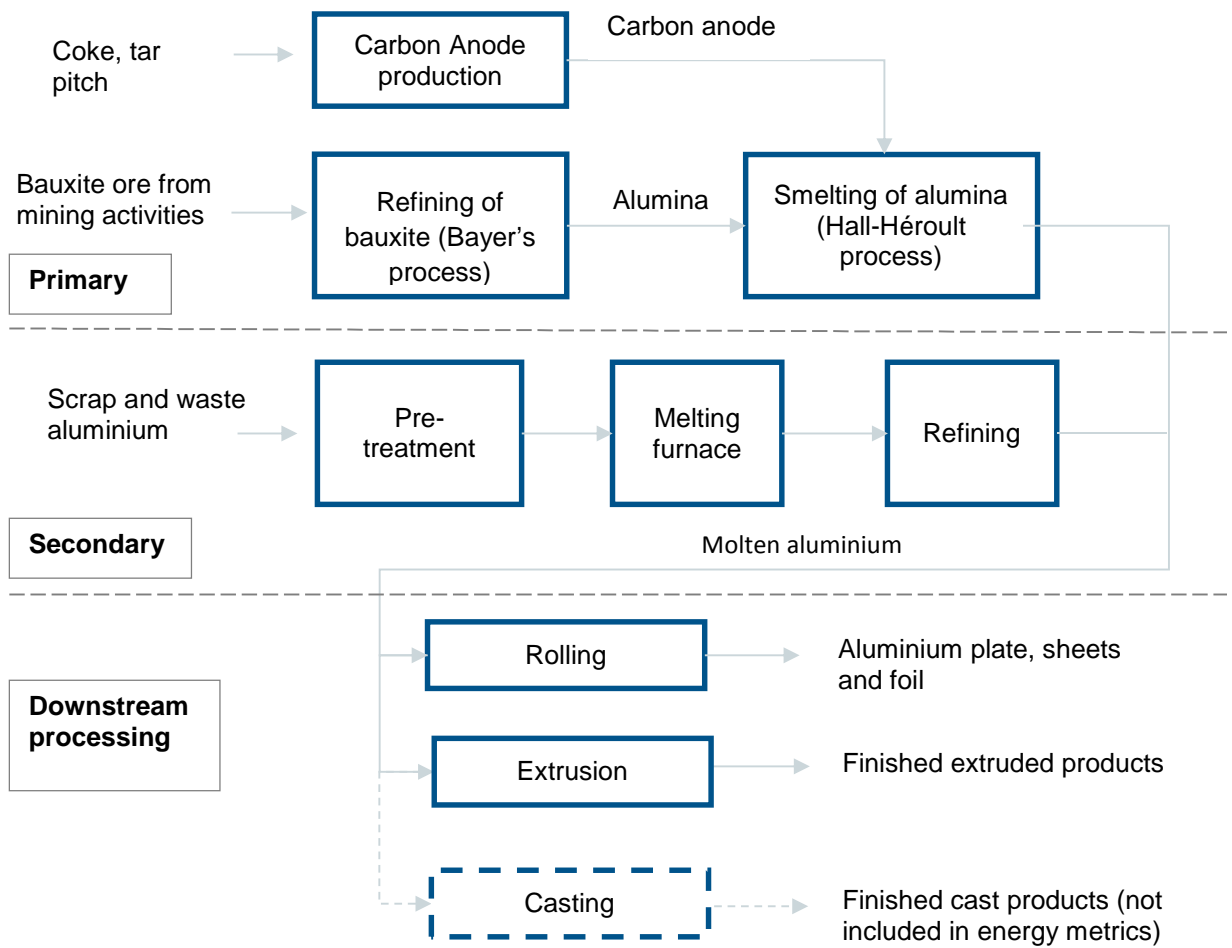 Coke, tar
pitch
Carbon Anode
production
Carbon anode
Bauxite ore from
mining activities
Refining of
bauxite (Bayer’s
process)
Alumina
Smelting of alumina
(Hall-Héroult
process)
Primary
Scrap and waste
aluminium
Pre-
treatment
Melting
furnace
Refining
Secondary
Molten aluminium
Rolling
Aluminium plate, sheets
and foil
Downstream
processing
Extrusion
Finished extruded products
Casting
Finished cast products (not
included in energy metrics)